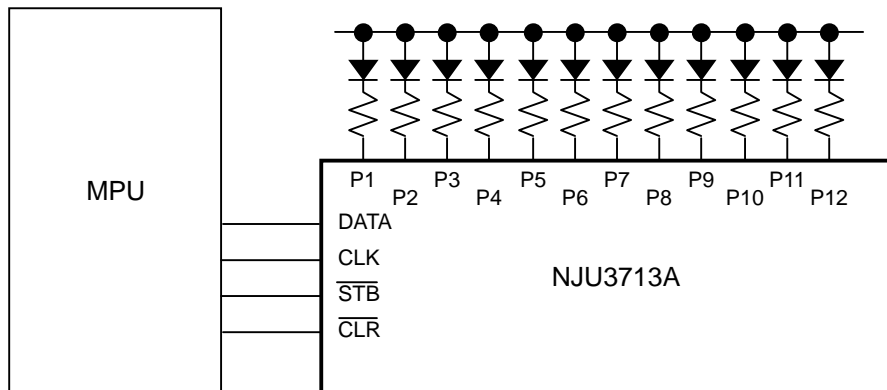 P1 P3 P5 P7 P9 P11
P2 P4 P6 P8 P10 P12
MPU
DATA
CLK
STB
CLR
NJU3713A